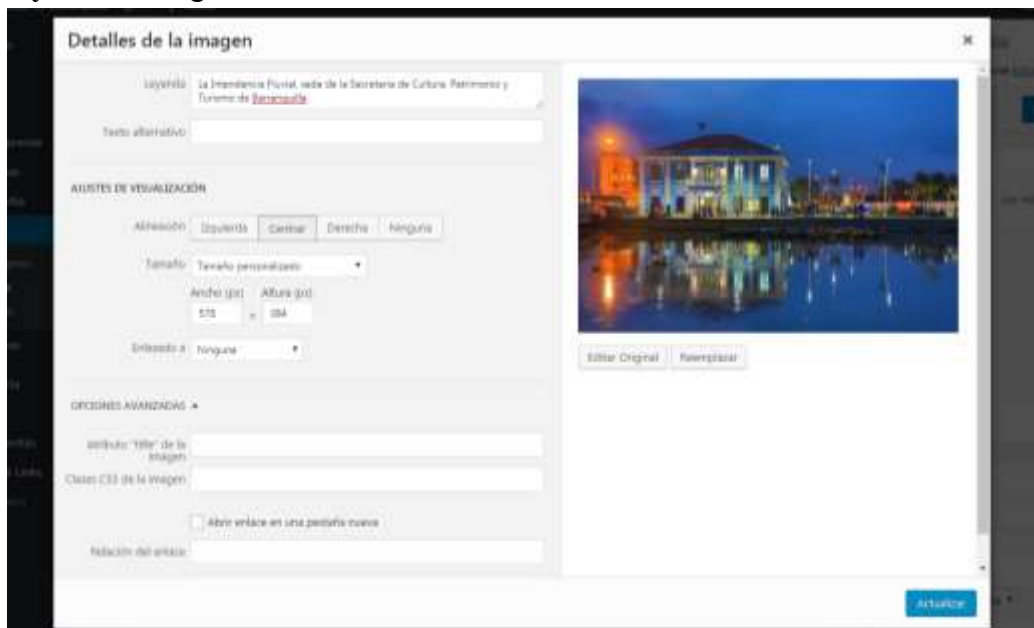 Detalles de la imagen
×
Leyenda
La Intendencia Fluvial, sede de la Secretaría de Cultura, Patrimonio y
Turismo de Barranquilla
Texto alternativo
AJUSTES DE VISUALIZACIÓN
Alineación
Izquierda Centrar Derecha Ninguna
Tamaño
Tamaño personalizado
Ancho (px) Altura (px)
384
Enlazado a
Ninguna
Editar Original Reemplazar
OPCIONES AVANZADAS
Atributo "title" de la
imagen
Clases CSS de la imagen
Abrir enlace en una pestaña nueva
Relación del enlace
Actualizar